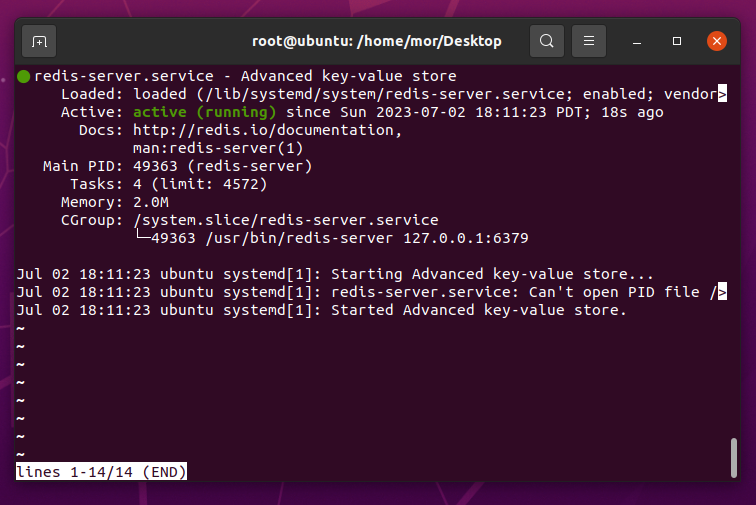 root@ubuntu: /home/mor/Desktop
redis-server.service - Advanced key-value store
Loaded: loaded (/lib/systemd/system/redis-server.service; enabled; vendor>
Active: active (running) since Sun 2023-07-02 18:11:23 PDT; 18s ago
Docs: http://redis.io/documentation,
man:redis-server(1)
Main PID: 49363 (redis-server)
Tasks: 4 (limit: 4572)
Memory: 2.0M
CGroup: /system.slice/redis-server.service
└─49363 /usr/bin/redis-server 127.0.0.1:6379
Jul 02 18:11:23 ubuntu systemd[1]: Starting Advanced key-value store...
Jul 02 18:11:23 ubuntu systemd[1]: redis-server.service: Can't open PID file />
Jul 02 18:11:23 ubuntu systemd[1]: Started Advanced key-value store.
~
~
~
~
~
~
~
~
lines 1-14/14 (END)